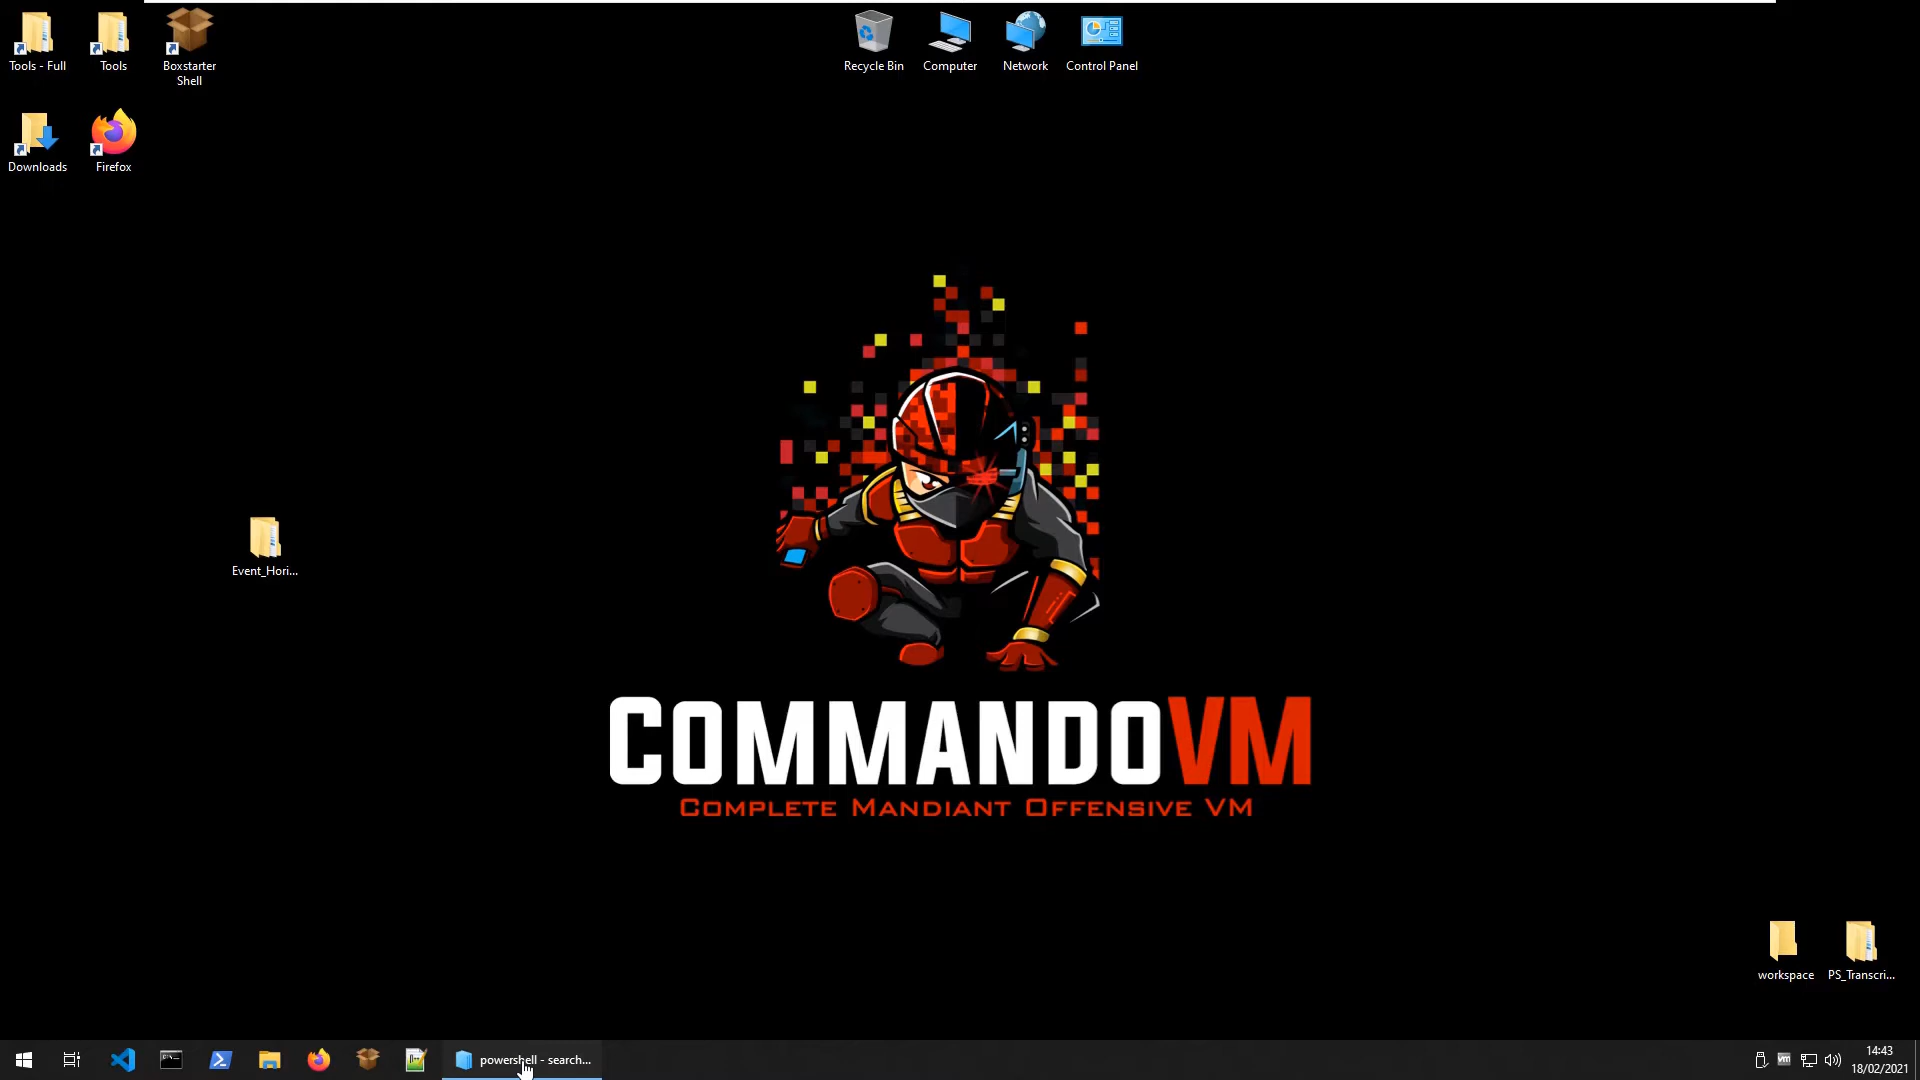 Tools - Full
Tools
Boxstarter
Shell
Recycle Bin
Computer
Network
Control Panel
Downloads
Firefox
Event_Hori...
COMMANDOVM
COMPLETE MANDIANT OFFENSIVE VM
workspace
PS_Transcri...
powershell - search...
14:43
18/02/2021